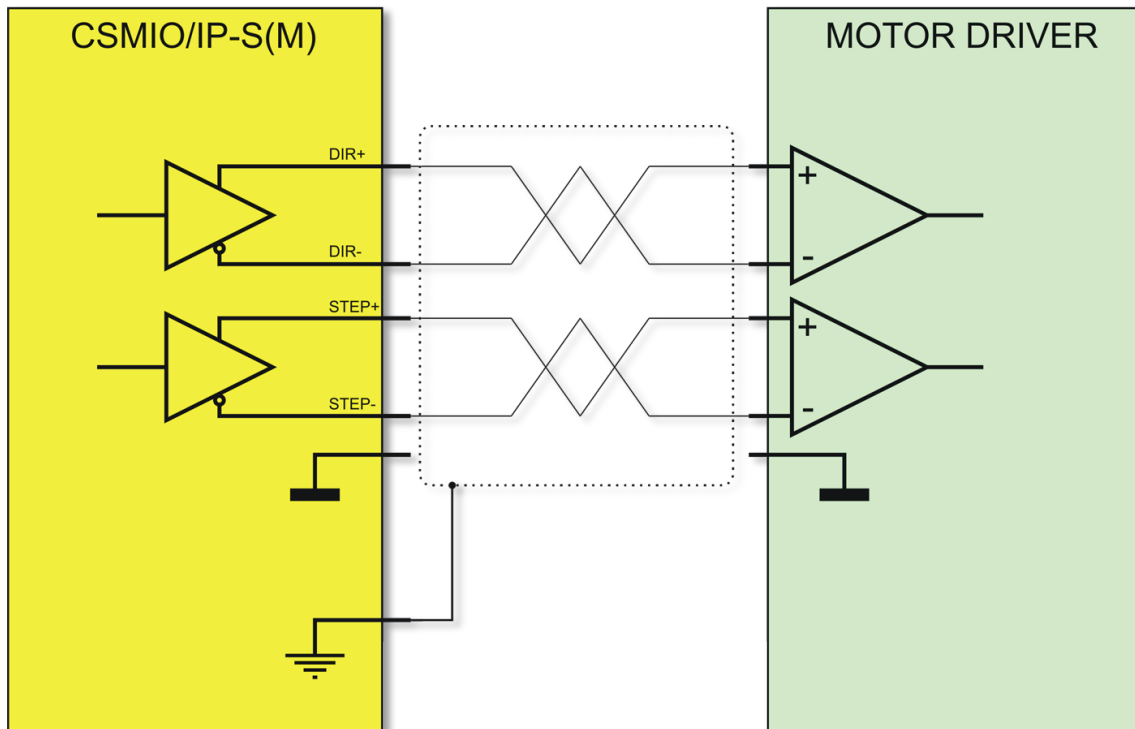 CSMIO/IP-S(M)
MOTOR DRIVER
DIR+
+
DIR-
-
STEP+
+
STEP-
-